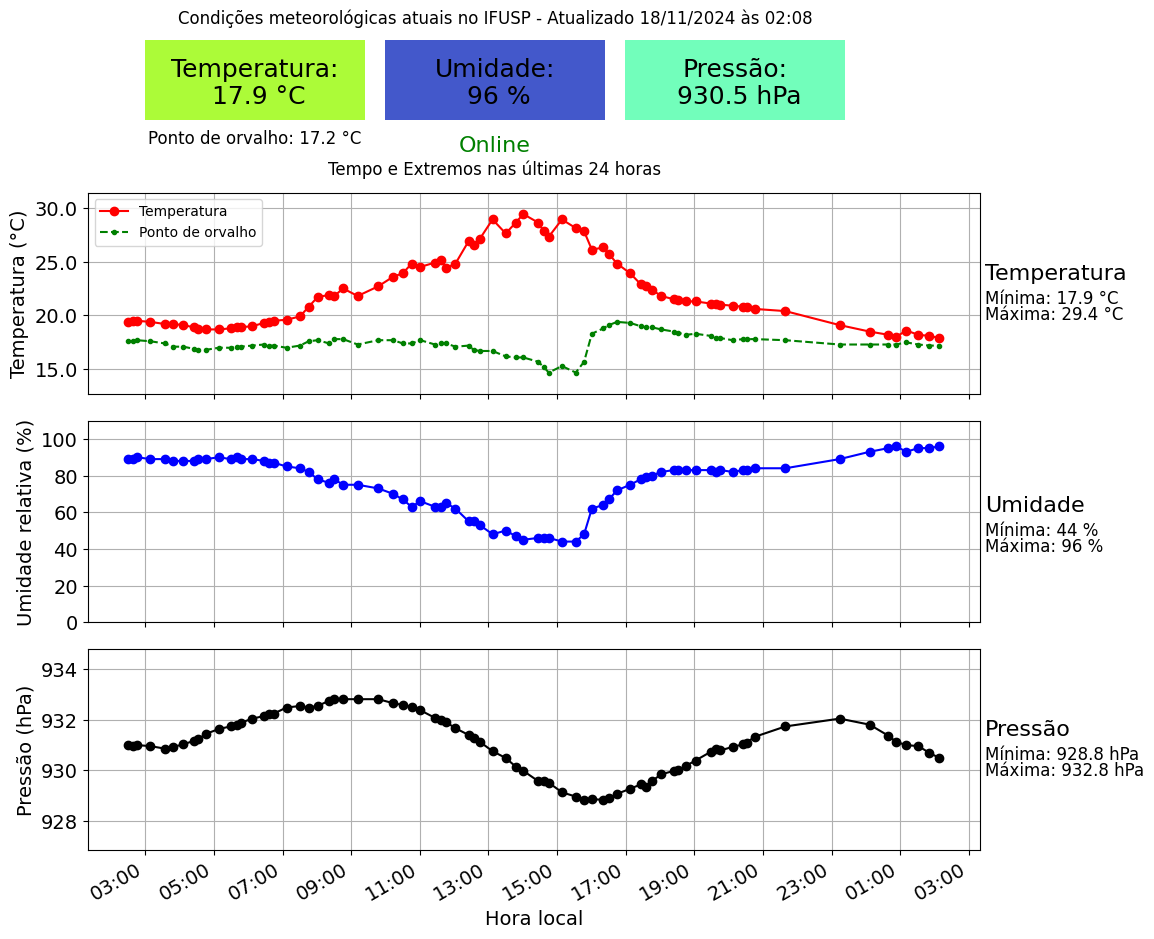 Condições meteorológicas atuais no IFUSP - Atualizado 18/11/2024 às 02:08
Temperatura:
17.9 °C
Umidade:
96 %
Pressão:
930.5 hPa
Ponto de orvalho: 17.2 °C
Online
Tempo e Extremos nas últimas 24 horas
Temperatura (°C)
30.0
25.0
20.0
15.0
Temperatura
Ponto de orvalho
Temperatura
Mínima: 17.9 °C
Máxima: 29.4 °C
Umidade relativa (%)
100
80
60
40
20
0
Umidade
Mínima: 44 %
Máxima: 96 %
Pressão (hPa)
934
932
930
928
Pressão
Mínima: 928.8 hPa
Máxima: 932.8 hPa
03:00 05:00 07:00 09:00 11:00 13:00 15:00 17:00 19:00 21:00 23:00 01:00 03:00
Hora local